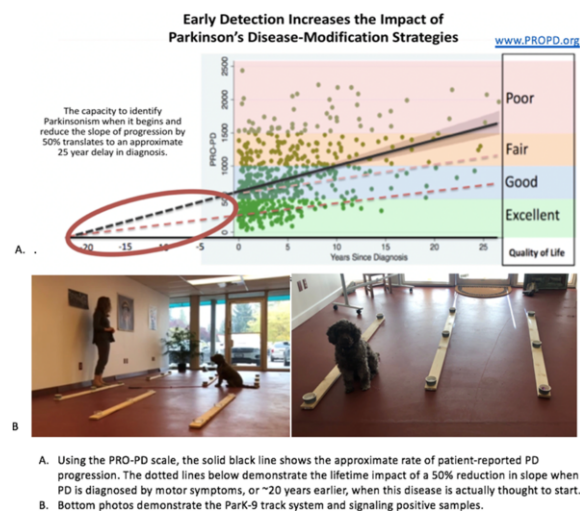 Early Detection Increases the Impact of
Parkinson's Disease-Modification Strategies
www.PROPD.org
The capacity to identify
Parkinsonism when it begins and
reduce the slope of progression by
50% translates to an approximate
25 year delay in diagnosis.
PRO-PD
2500
2000
1500
1000
0
Poor
Fair
Good
Excellent
Quality of Life
-20 -15 -5 0 5 10 15 20 25
Years Since Diagnosis
A. .
B
A. Using the PRO-PD scale, the solid black line shows the approximate rate of patient-reported PD
progression. The dotted lines below demonstrate the lifetime impact of a 50% reduction in slope when
PD is diagnosed by motor symptoms, or ~20 years earlier, when this disease is actually thought to start.
B. Bottom photos demonstrate the ParK-9 track system and signaling positive samples.